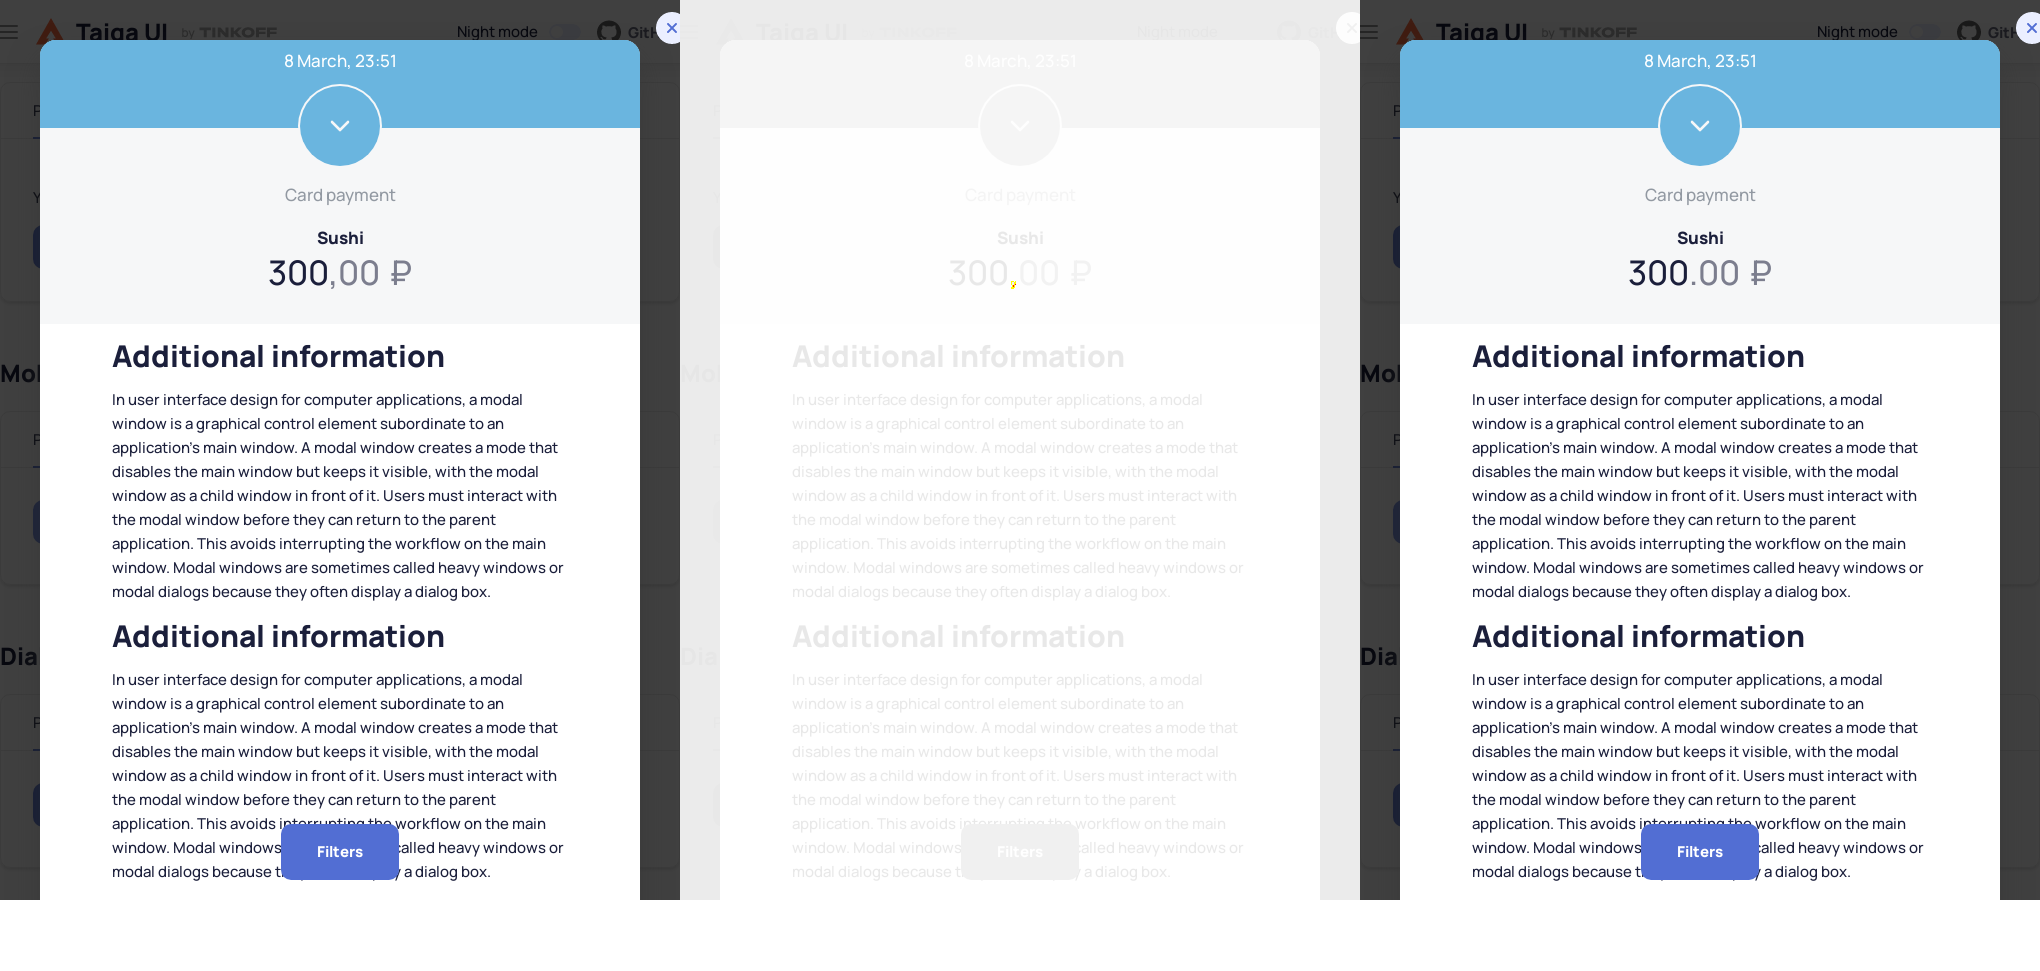 Taiga UI by TINKOFF Night mode GitH
8 March, 23:51
Card payment
Sushi
300,00 ₽
Mol
Additional information
In user interface design for computer applications, a modal
window is a graphical control element subordinate to an
application's main window. A modal window creates a mode that
disables the main window but keeps it visible, with the modal
window as a child window in front of it. Users must interact with
the modal window before they can return to the parent
application. This avoids interrupting the workflow on the main
window. Modal windows are sometimes called heavy windows or
modal dialogs because they often display a dialog box.
Dia
Additional information
In user interface design for computer applications, a modal
window is a graphical control element subordinate to an
application's main window. A modal window creates a mode that
disables the main window but keeps it visible, with the modal
window as a child window in front of it. Users must interact with
the modal window before they can return to the parent
application. This avoids interrupting the workflow on the main
window. Modal windows called heavy windows or
modal dialogs because a dialog box.
Filters
Taiga UI Night mode
8 March, 23:51
Card payment
Sushi
300,00 ₽
Mol
Additional information
In user interface design for computer applications, a modal
window is a graphical control element subordinate to an
application's main window. A modal window creates a mode that
disables the main window but keeps it visible, with the modal
window as a child window in front of it. Users must interact with
the modal window before they can return to the parent
application. This avoids interrupting the workflow on the main
window. Modal windows are sometimes called heavy windows or
modal dialogs because they often display a dialog box.
Dia
Additional information
In user interface design for computer applications, a modal
window is a graphical control element subordinate to an
application's main window. A modal window creates a mode that
disables the main window but keeps it visible, with the modal
window as a child window in front of it. Users must interact with
the modal window before they can return to the parent
application. This avoids interrupting the workflow on the main
window. Modal windows called heavy windows or
modal dialogs because a dialog box.
Filters
Taiga UI by TINKOFF Night mode GitH
8 March, 23:51
Card payment
Sushi
300.00 ₽
Mol
Additional information
In user interface design for computer applications, a modal
window is a graphical control element subordinate to an
application's main window. A modal window creates a mode that
disables the main window but keeps it visible, with the modal
window as a child window in front of it. Users must interact with
the modal window before they can return to the parent
application. This avoids interrupting the workflow on the main
window. Modal windows are sometimes called heavy windows or
modal dialogs because they often display a dialog box.
Dia
Additional information
In user interface design for computer applications, a modal
window is a graphical control element subordinate to an
application's main window. A modal window creates a mode that
disables the main window but keeps it visible, with the modal
window as a child window in front of it. Users must interact with
the modal window before they can return to the parent
application. This avoids interrupting the workflow on the main
window. Modal windows called heavy windows or
modal dialogs because a dialog box.
Filters